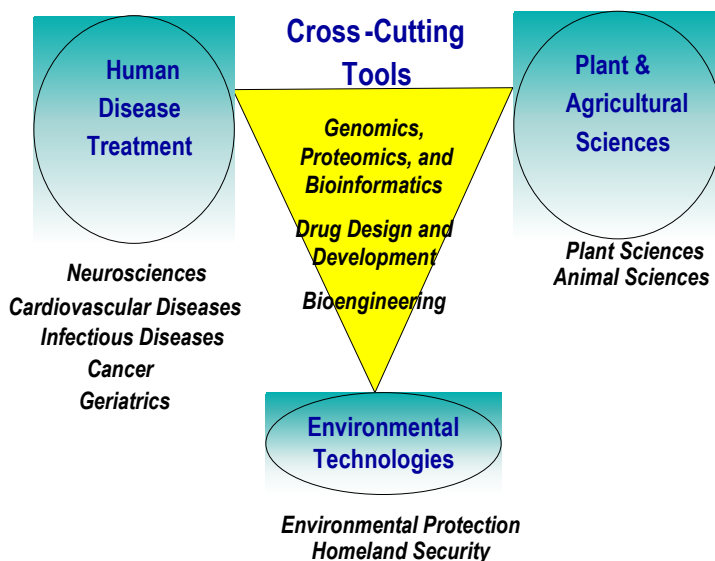 Cross-Cutting
Tools
Human
Disease
Treatment
Plant &
Agricultural
Sciences
Genomics,
Proteomics, and
Bioinformatics
Drug Design and
Development
Bioengineering
Neurosciences
Cardiovascular Diseases
Infectious Diseases
Cancer
Geriatrics
Plant Sciences
Animal Sciences
Environmental
Technologies
Environmental Protection
Homeland Security